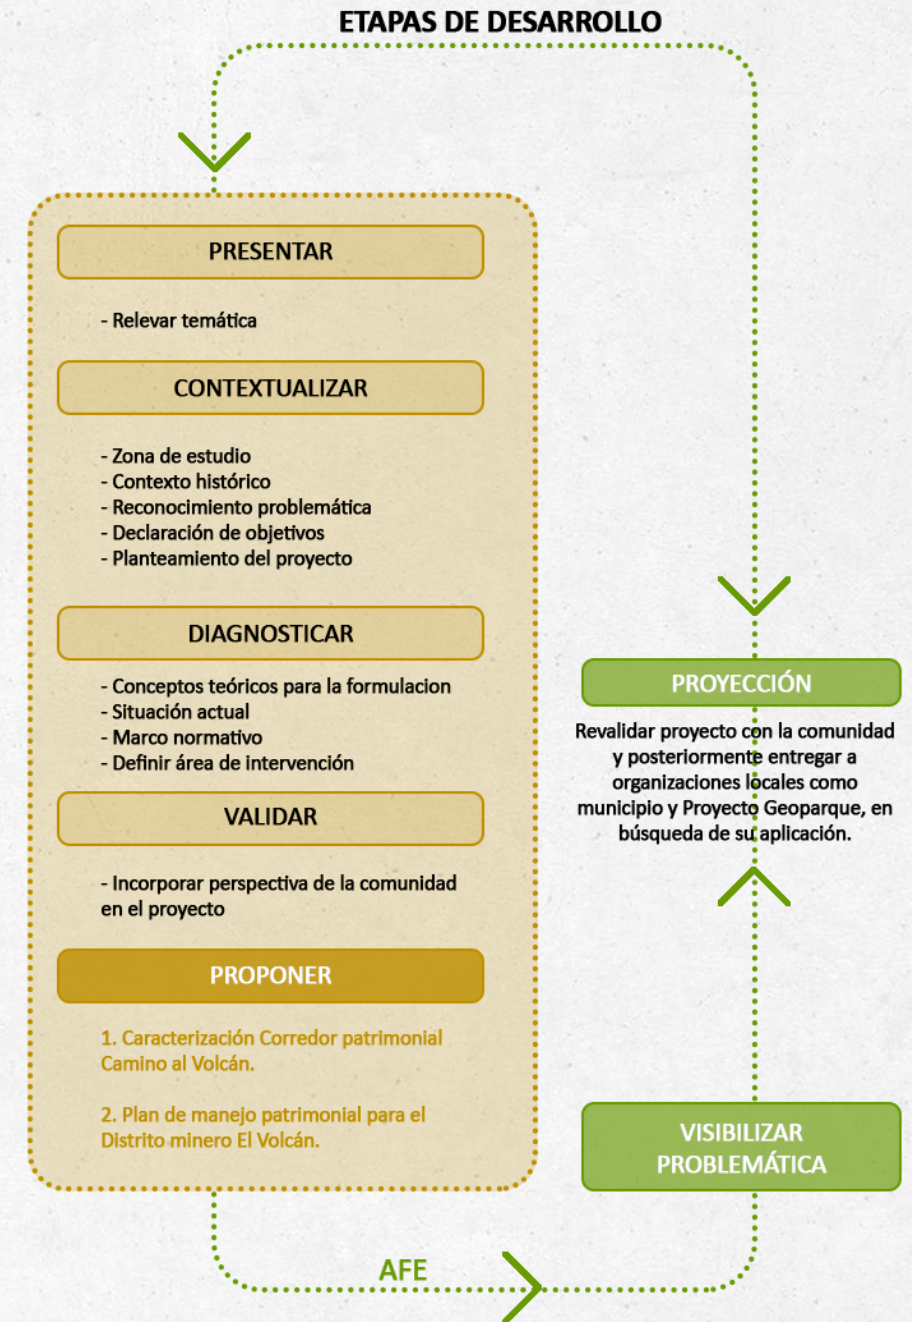 ETAPAS DE DESARROLLO
PRESENTAR
- Relevar temática
CONTEXTUALIZAR
- Zona de estudio
- Contexto histórico
- Reconocimiento problemática
- Declaración de objetivos
- Planteamiento del proyecto
DIAGNOSTICAR
- Conceptos teóricos para la formulacion
- Situación actual
- Marco normativo
- Definir área de intervención
VALIDAR
- Incorporar perspectiva de la comunidad
en el proyecto
PROPONER
1. Caracterización Corredor patrimonial
Camino al Volcán.
2. Plan de manejo patrimonial para el
Distrito minero El Volcán.
AFE
VISIBILIZAR
PROBLEMÁTICA
PROYECCIÓN
Revalidar proyecto con la comunidad
y posteriormente entregar a
organizaciones locales como
municipio y Proyecto Geoparque, en
búsqueda de su aplicación.